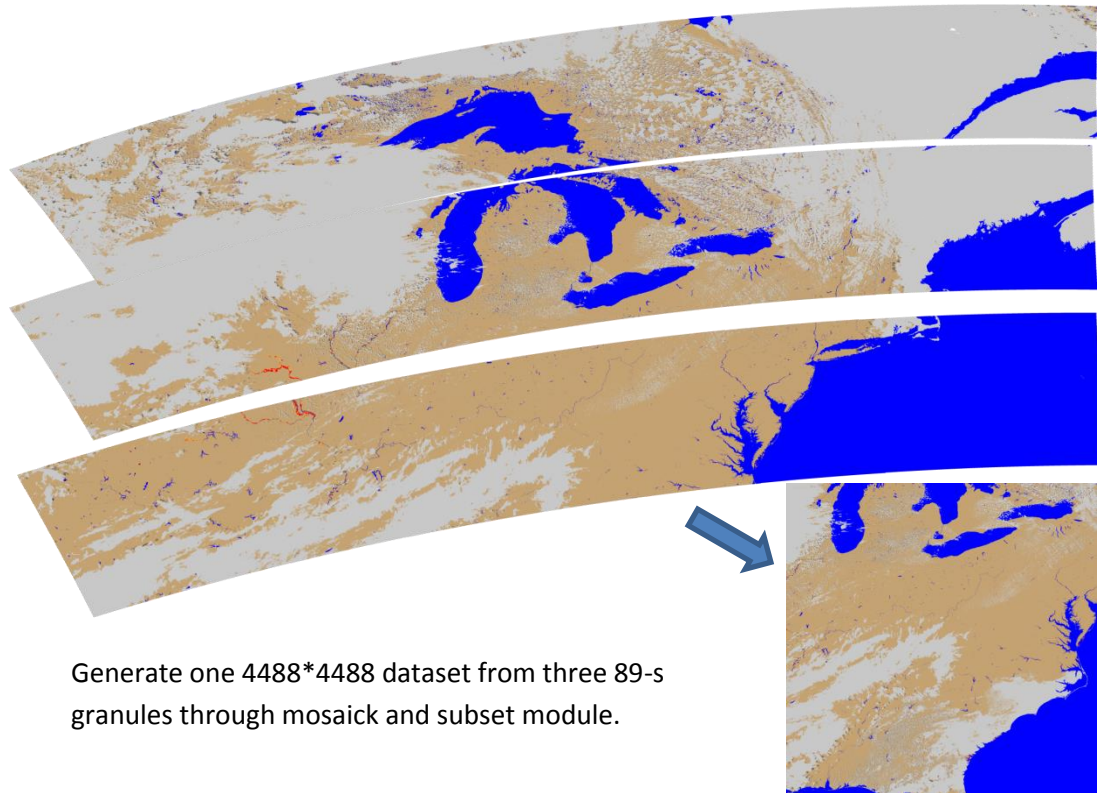 Generate one 4488*4488 dataset from three 89-s
granules through mosaick and subset module.